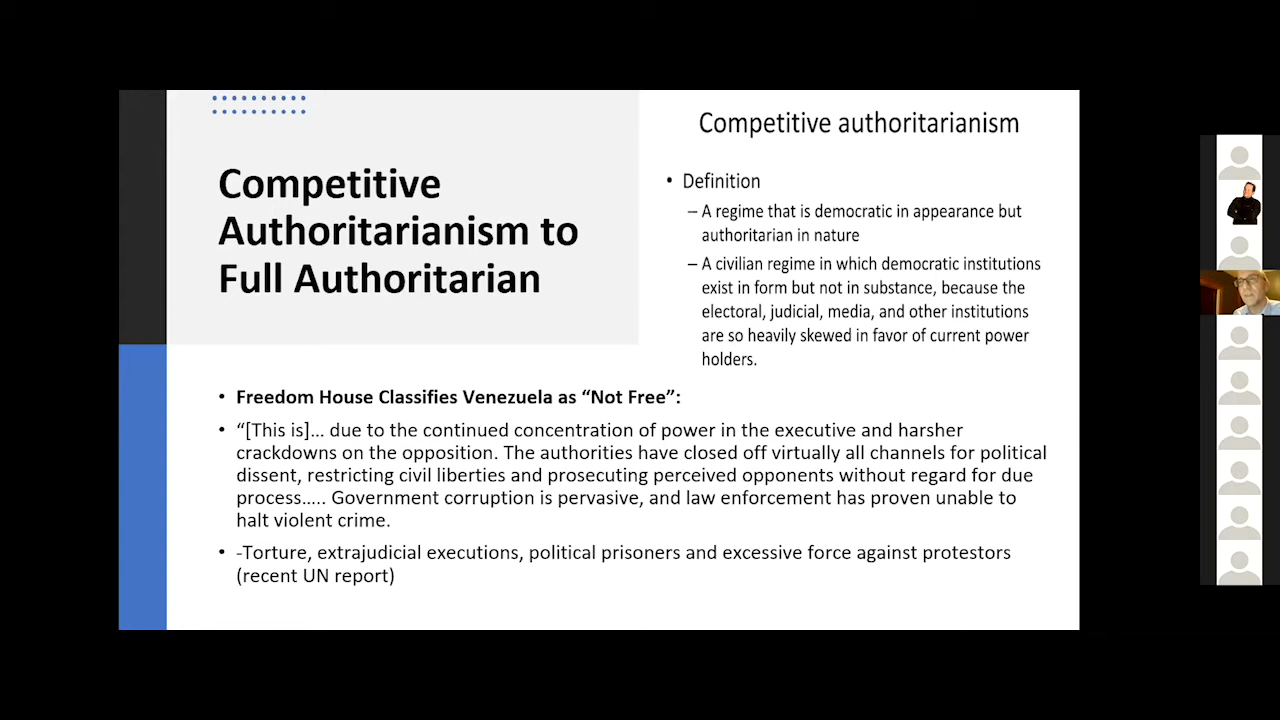 Competitive
Authoritarianism to
Full Authoritarian
Competitive authoritarianism
• Definition
– A regime that is democratic in appearance but
authoritarian in nature
– A civilian regime in which democratic institutions
exist in form but not in substance, because the
electoral, judicial, media, and other institutions
are so heavily skewed in favor of current power
holders.
• Freedom House Classifies Venezuela as “Not Free”:
• “[This is]... due to the continued concentration of power in the executive and harsher
crackdowns on the opposition. The authorities have closed off virtually all channels for political
dissent, restricting civil liberties and prosecuting perceived opponents without regard for due
process..... Government corruption is pervasive, and law enforcement has proven unable to
halt violent crime.
• -Torture, extrajudicial executions, political prisoners and excessive force against protestors
(recent UN report)